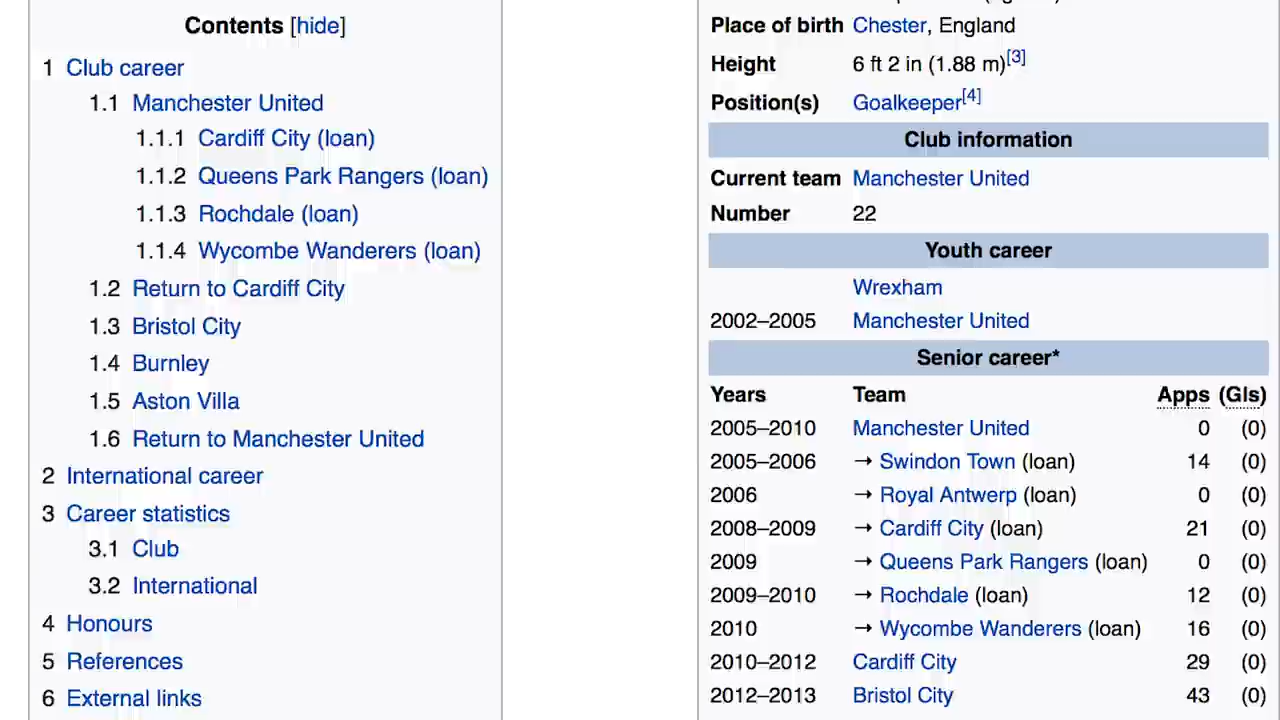 Contents [hide]
1 Club career
1.1 Manchester United
1.1.1 Cardiff City (loan)
1.1.2 Queens Park Rangers (loan)
1.1.3 Rochdale (loan)
1.1.4 Wycombe Wanderers (loan)
1.2 Return to Cardiff City
1.3 Bristol City
1.4 Burnley
1.5 Aston Villa
1.6 Return to Manchester United
2 International career
3 Career statistics
3.1 Club
3.2 International
4 Honours
5 References
6 External links
Place of birth Chester, England
Height 6 ft 2 in (1.88 m)[3]
Position(s) Goalkeeper[4]
Club information
Current team Manchester United
Number 22
Youth career
Wrexham
2002–2005 Manchester United
Senior career*
Years Team Apps (Gls)
2005–2010 Manchester United 0 (0)
2005–2006 → Swindon Town (loan) 14 (0)
2006 → Royal Antwerp (loan) 0 (0)
2008–2009 → Cardiff City (loan) 21 (0)
2009 → Queens Park Rangers (loan) 0 (0)
2009–2010 → Rochdale (loan) 12 (0)
2010 → Wycombe Wanderers (loan) 16 (0)
2010–2012 Cardiff City 29 (0)
2012–2013 Bristol City 43 (0)